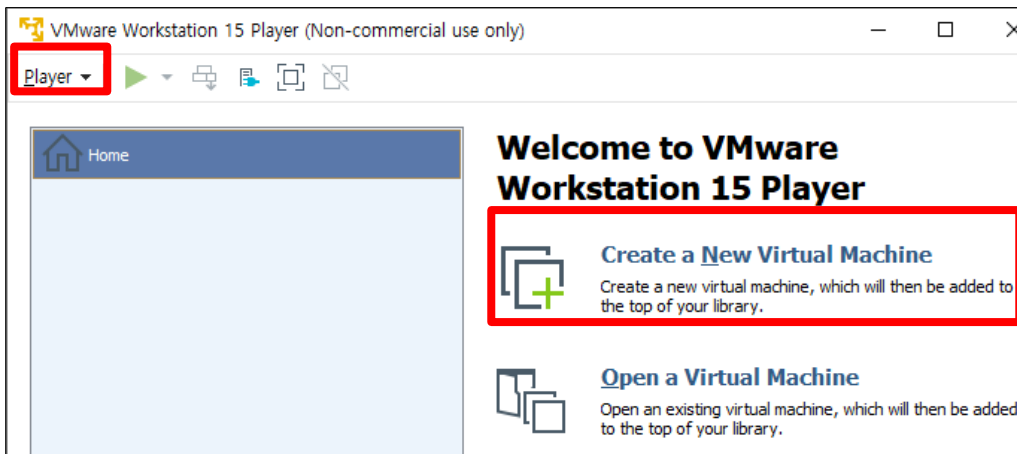 VMware Workstation 15 Player (Non-commercial use only)
Player
Home
Welcome to VMware
Workstation 15 Player
Create a New Virtual Machine
Create a new virtual machine, which will then be added to
the top of your library.
Open a Virtual Machine
Open an existing virtual machine, which will then be added
to the top of your library.